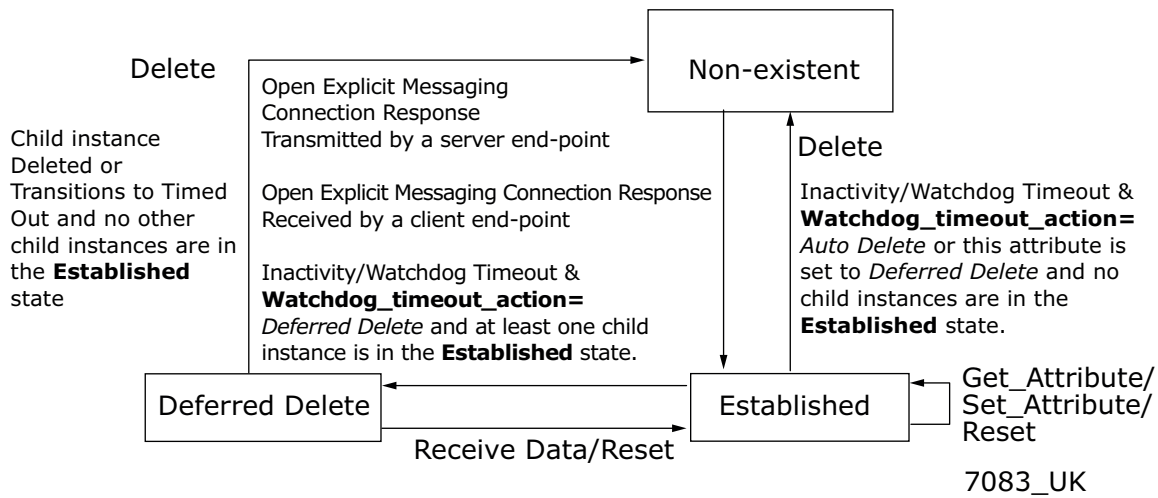 Non-existent
Delete
Open Explicit Messaging
Connection Response
Transmitted by a server end-point
Open Explicit Messaging Connection Response
Received by a client end-point
Inactivity/Watchdog Timeout &
Watchdog_timeout_action=
Deferred Delete and at least one child
instance is in the Established state.
Child instance
Deleted or
Transitions to Timed
Out and no other
child instances are in
the Established
state
Delete
Inactivity/Watchdog Timeout &
Watchdog_timeout_action=
Auto Delete or this attribute is
set to Deferred Delete and no
child instances are in the
Established state.
Deferred Delete
Established
Get_Attribute/
Set_Attribute/
Reset
Receive Data/Reset
7083_UK